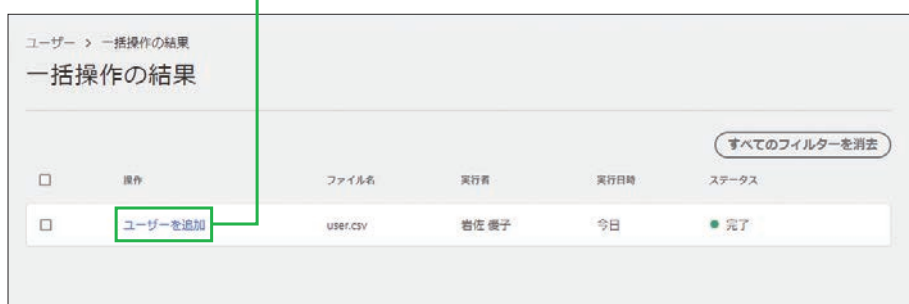 ユーザー > 一括操作の結果
一括操作の結果
すべてのフィルターを消去
操作 ファイル名 実行者 実行日時 ステータス
ユーザーを追加 user.csv 岩佐 優子 今日 完了